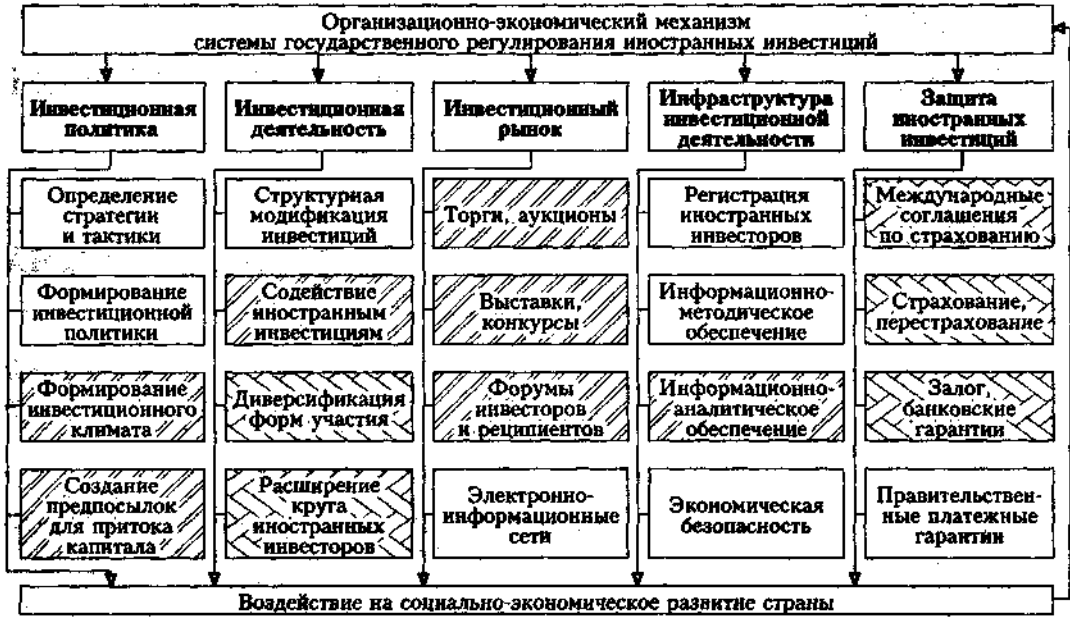 Организационно-экономический механизм
системы государственного регулирования иностранных инвестиций
Инвестиционная
политика
Инвестиционная
деятельность
Инвестиционный
рынок
Инфраструктура
инвестиционной
деятельности
Защита
иностранных
инвестиций
Определение
стратегии
и тактики
Структурная
модификация
инвестиций
Торги, аукционы
Регистрация
иностранных
инвесторов
Международные
соглашения
по страхованию
Формирование
инвестиционной
политики
Содействие
иностранным
инвестициям
Выставки,
конкурсы
Информационно-
методическое
обеспечение
Страхование,
перестрахование
Формирование
инвестиционного
климата
Диверсификация
форм участия
Форумы
инвесторов
и реципиентов
Информационно-
аналитическое
обеспечение
Залог,
банковские
гарантии
Создание
предпосылок
для притока
капитала
Расширение
круга
иностранных
инвесторов
Электронно-
информационные
сети
Экономическая
безопасность
Правительствен-
ные платежные
гарантии
Воздействие на социально-экономическое развитие страны